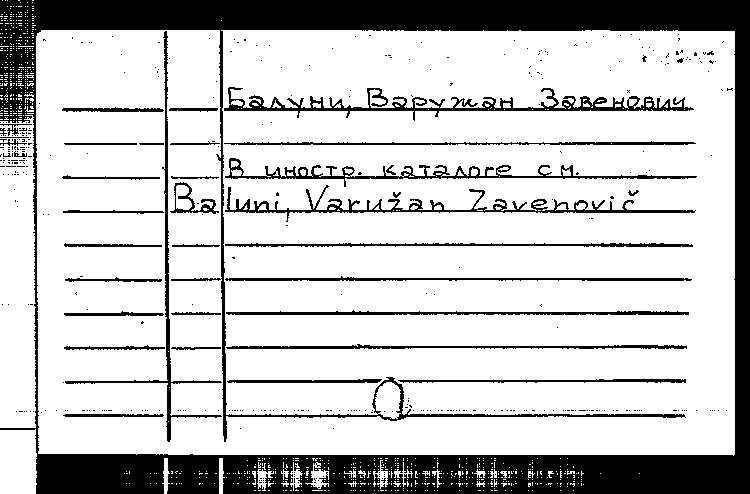 Балуни, Варужан Завенович
В иностр. каталоге см.
Baluni, Varužan Zavenovič